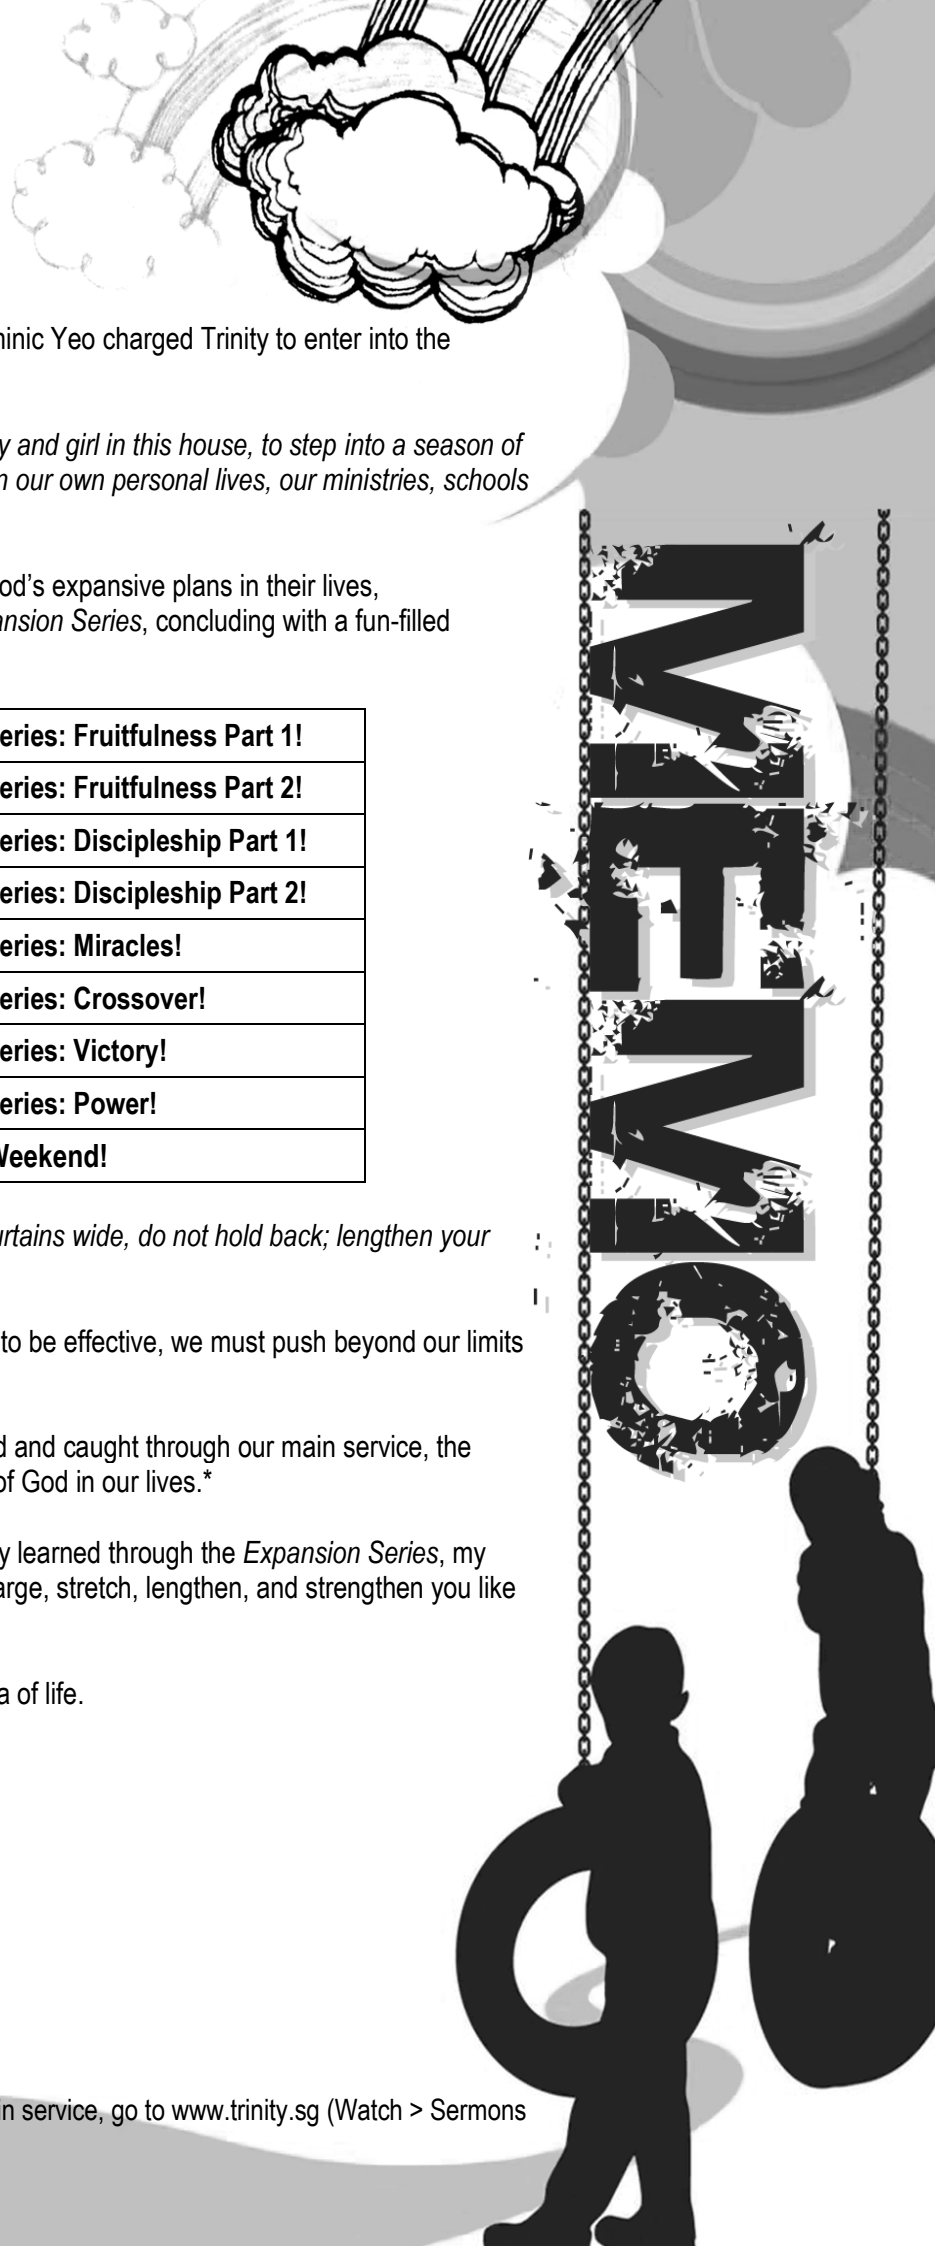 minic Yeo charged Trinity to enter into the
y and girl in this house, to step into a season of
n our own personal lives, our ministries, schools
od's expansive plans in their lives,
ansion Series, concluding with a fun-filled
eries: Fruitfulness Part 1!
eries: Fruitfulness Part 2!
eries: Discipleship Part 1!
eries: Discipleship Part 2!
eries: Miracles!
eries: Crossover!
eries: Victory!
eries: Power!
Weekend!
urtains wide, do not hold back; lengthen your
to be effective, we must push beyond our limits
d and caught through our main service, the
of God in our lives.*
y learned through the Expansion Series, my
arge, stretch, lengthen, and strengthen you like
a of life.
in service, go to www.trinity.sg (Watch > Sermons
MEMO